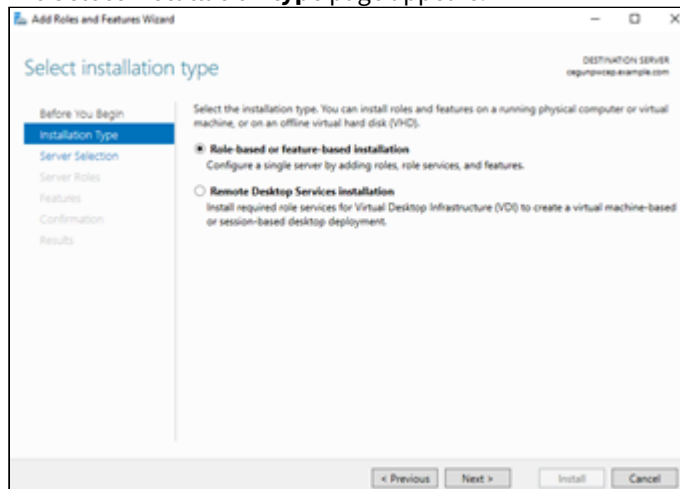 Add Roles and Features Wizard
Select installation type
DESTINATION SERVER
cegunpwcep.example.com
Before You Begin
Installation Type
Server Selection
Server Roles
Features
Confirmation
Results
Select the installation type. You can install roles and features on a running physical computer or virtual
machine, or on an offline virtual hard disk (VHD).
Role-based or feature-based installation
Configure a single server by adding roles, role services, and features.
Remote Desktop Services installation
Install required role services for Virtual Desktop Infrastructure (VDI) to create a virtual machine-based
or session-based desktop deployment.
< Previous
Next >
Install
Cancel